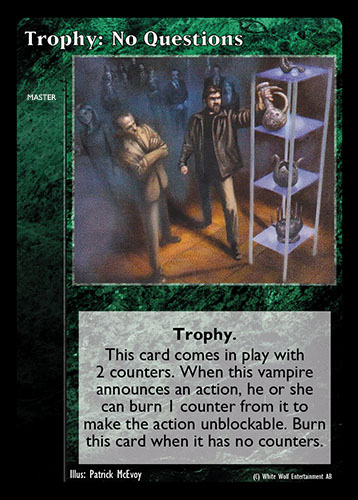 Trophy: No Questions
MASTER
Trophy.
This card comes in play with
2 counters. When this vampire
announces an action, he or she
can burn 1 counter from it to
make the action unblockable. Burn
this card when it has no counters.
Illus: Patrick McEvoy
(C) White Wolf Entertainment AB